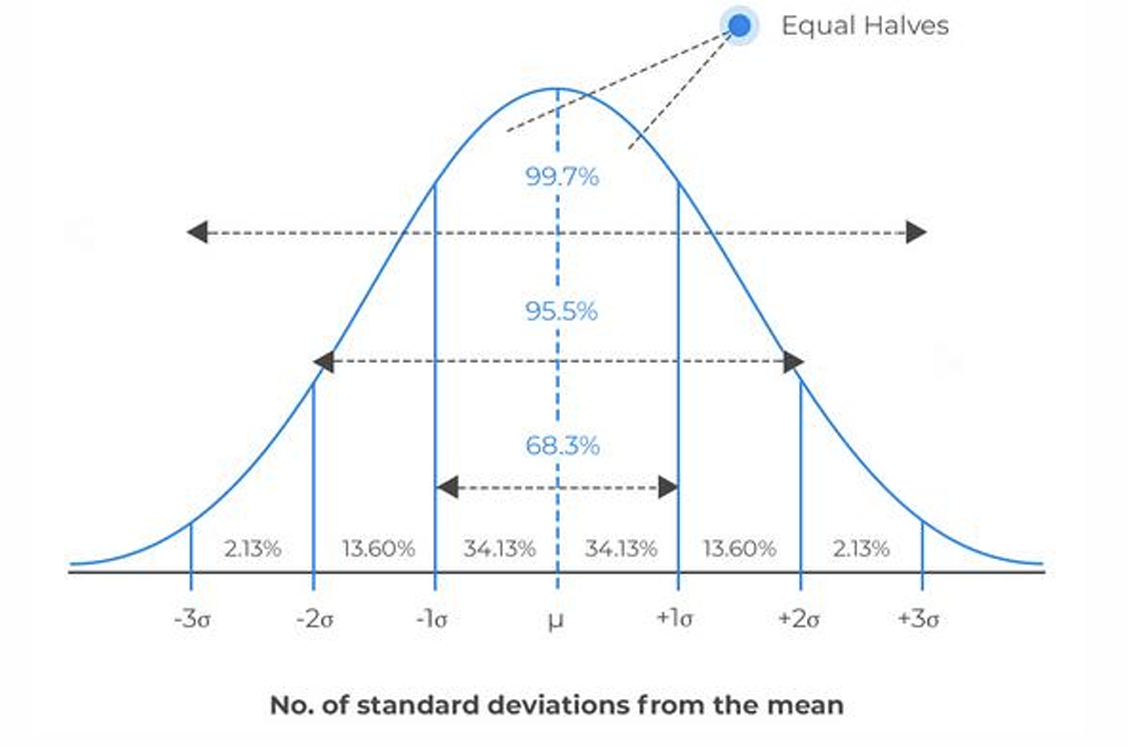 Equal Halves
99.7%
95.5%
68.3%
2.13% 13.60% 34.13% 34.13% 13.60% 2.13%
-3σ -2σ -1σ μ +1σ +2σ +3σ
No. of standard deviations from the mean